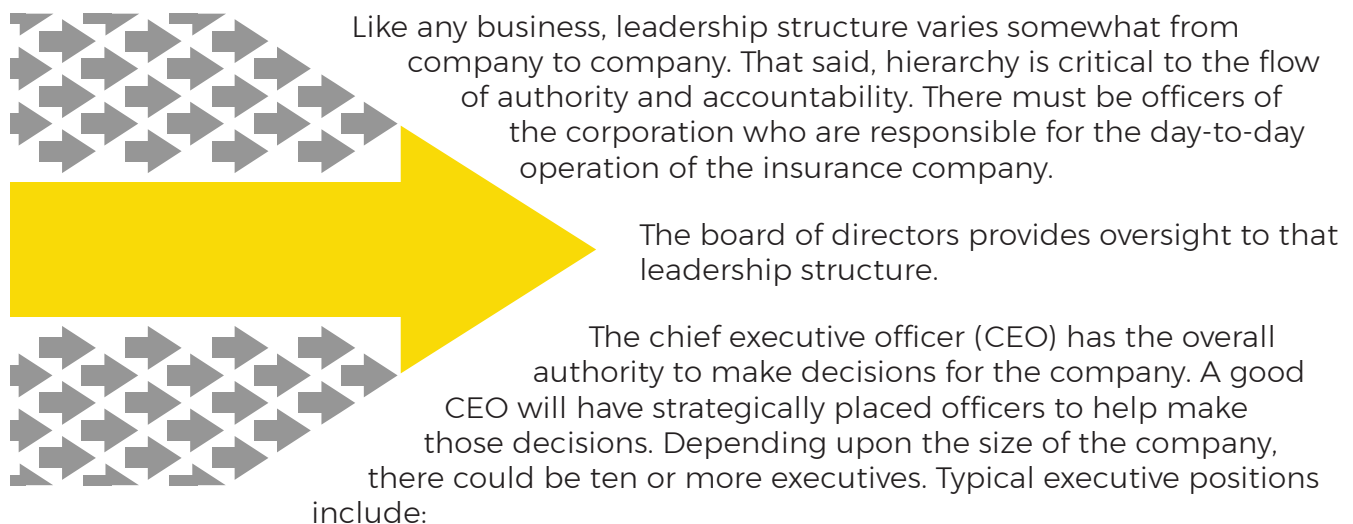 Like any business, leadership structure varies somewhat from
company to company. That said, hierarchy is critical to the flow
of authority and accountability. There must be officers of
the corporation who are responsible for the day-to-day
operation of the insurance company.
The board of directors provides oversight to that
leadership structure.
The chief executive officer (CEO) has the overall
authority to make decisions for the company. A good
CEO will have strategically placed officers to help make
those decisions. Depending upon the size of the company,
there could be ten or more executives. Typical executive positions
include: